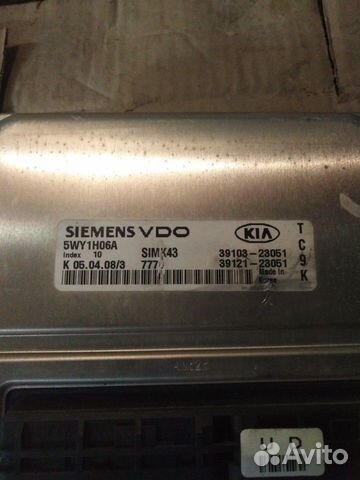 SIEMENS VDO KIA
5WY1H06A
Index 10 SIMK43 39103-23051
K 05.04.08/3 39121-23051
Made in Korea
T
C
9
K
Avito